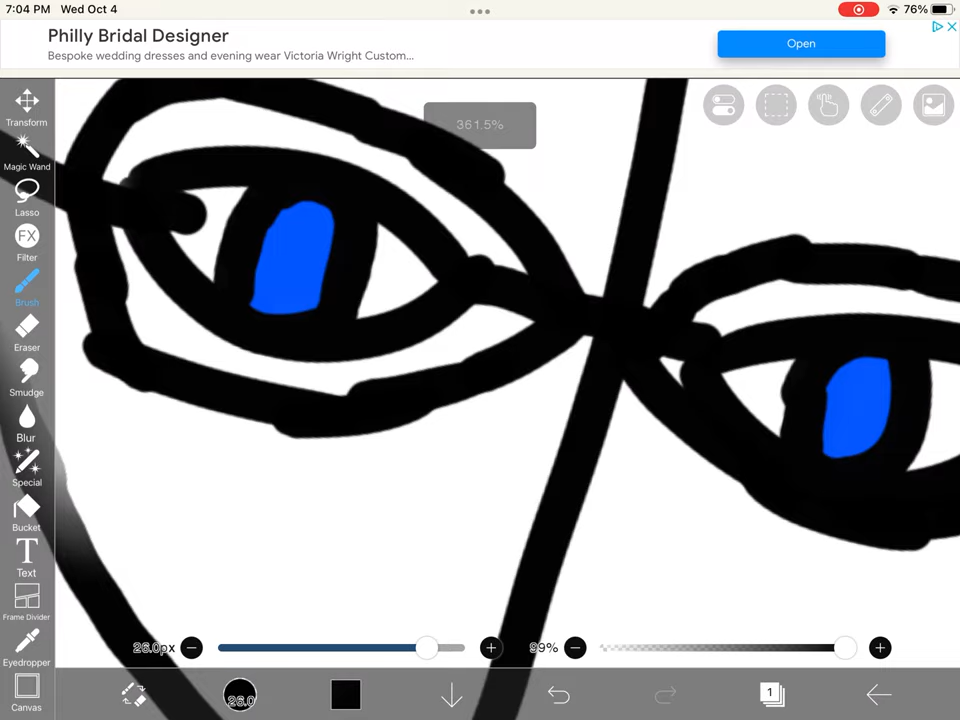 7:04 PM Wed Oct 4
76%
Philly Bridal Designer
Bespoke wedding dresses and evening wear Victoria Wright Custom...
Open
361.5%
Transform
Magic Wand
Lasso
FX
Filter
Brush
Eraser
Smudge
Blur
Special
Bucket
T
Text
Frame Divider
Eyedropper
Canvas
26.0px
99%
26.0
1